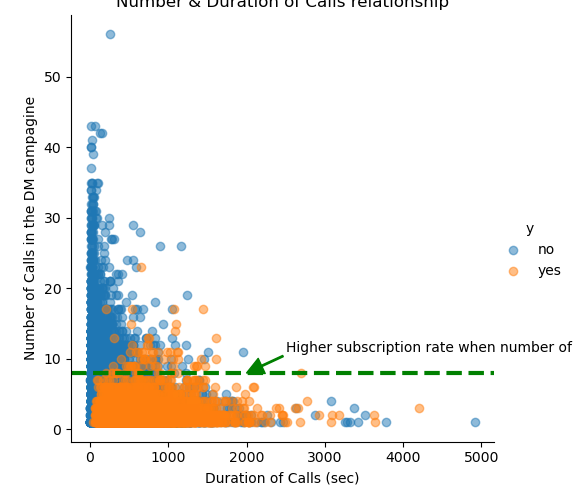 Number & Duration of Calls relationship
Number of Calls in the DM campagine
50
40
30
20
10
0
Higher subscription rate when number of
y
no
yes
0 1000 2000 3000 4000 5000
Duration of Calls (sec)